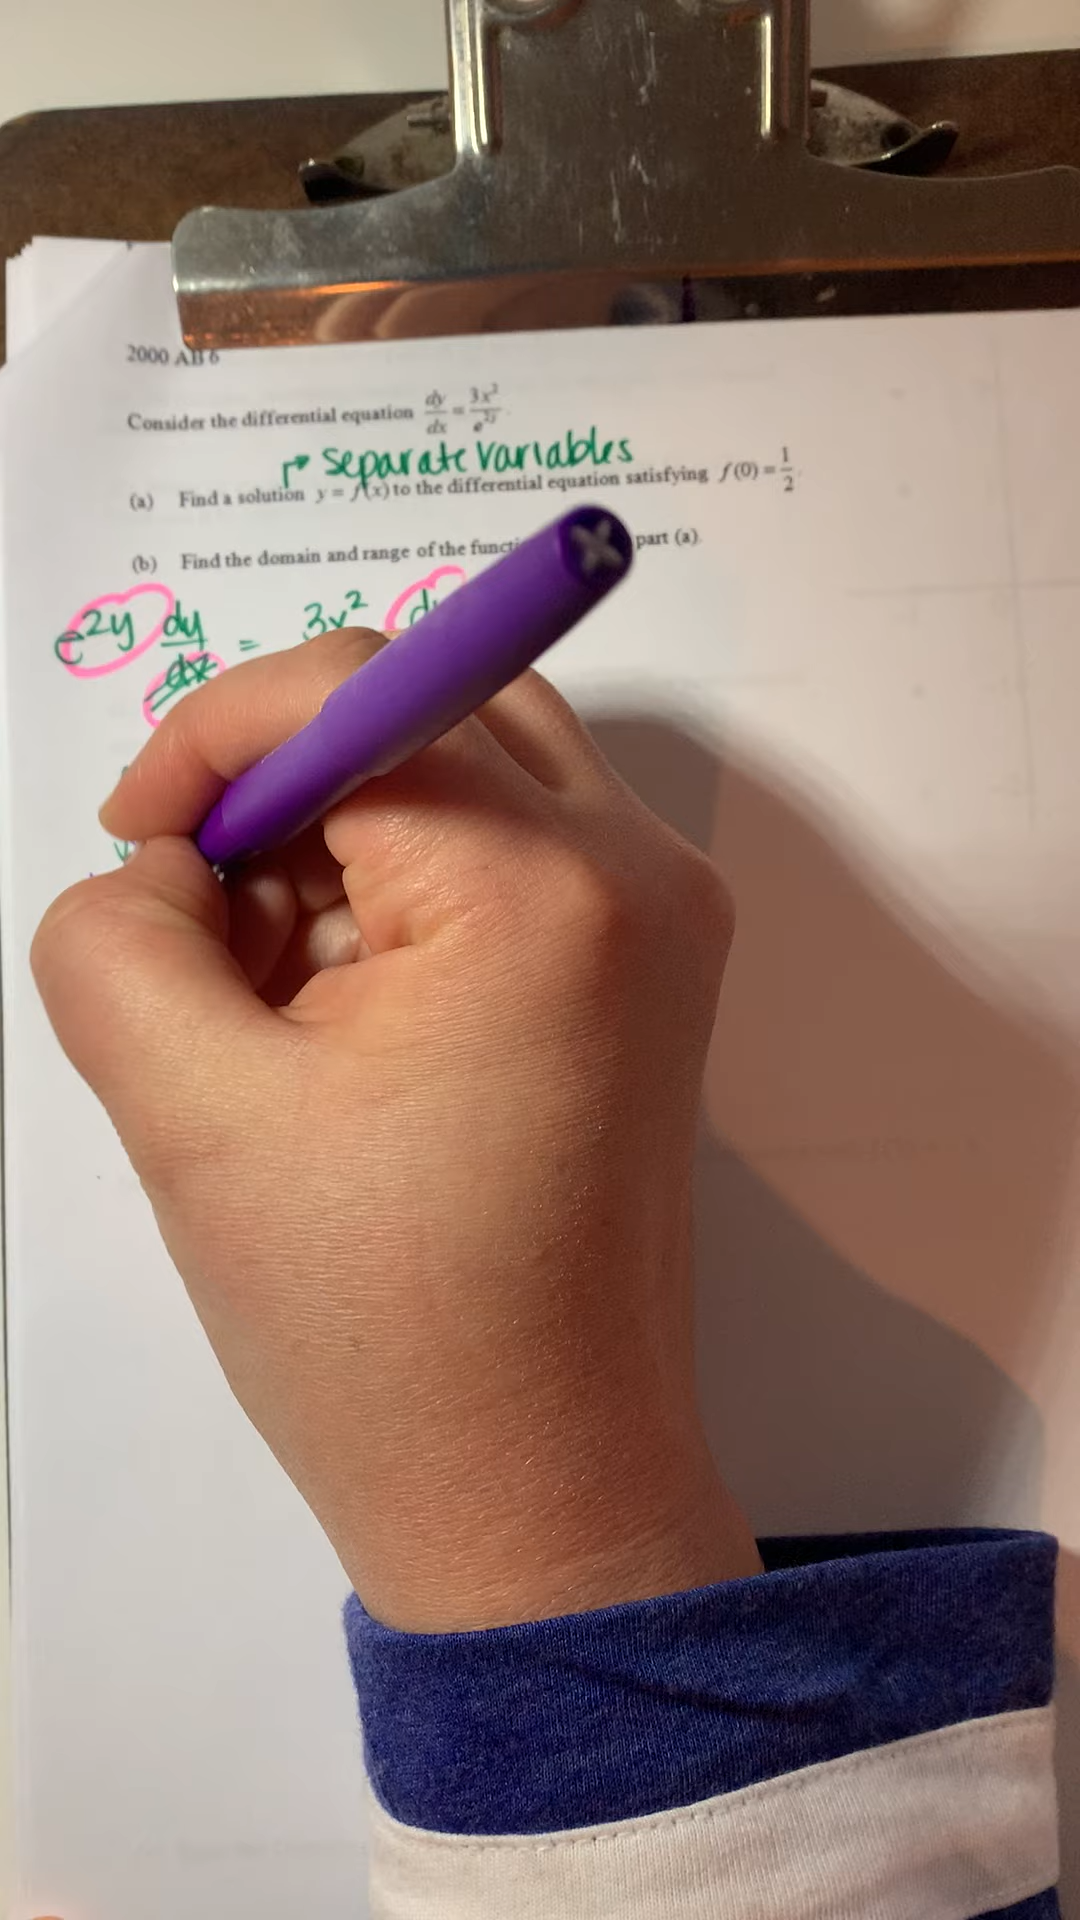 2000 AB 6
Consider the differential equation dy/dx = 3x²/e^(2y).
separate variables
(a) Find a solution y = f(x) to the differential equation satisfying f(0) = 1/2.
(b) Find the domain and range of the part (a).
e^(2y) dy/dx = 3x²